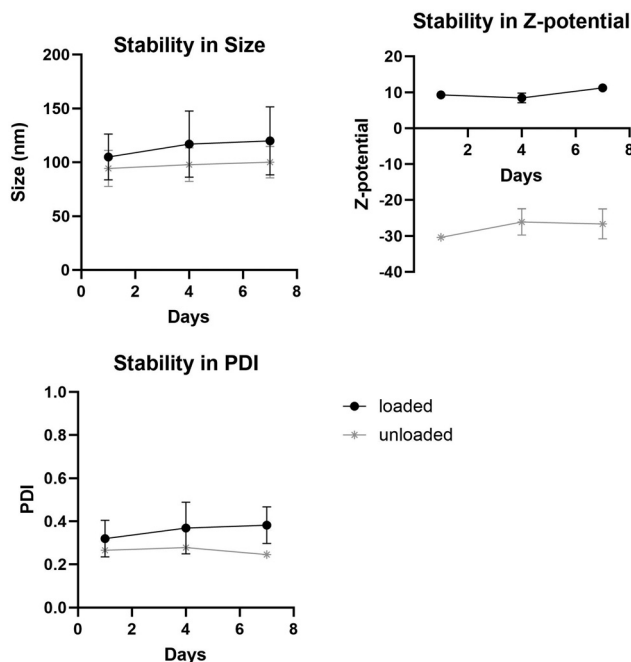 Stability in Size
200
150
100
50
0
Size (nm)
0 2 4 6 8
Days
Stability in Z-potential
20
10
0
-10
-20
-30
-40
Z-potential
2 4 6 8
Days
Stability in PDI
1.0
0.8
0.6
0.4
0.2
0.0
PDI
0 2 4 6 8
Days
loaded
unloaded